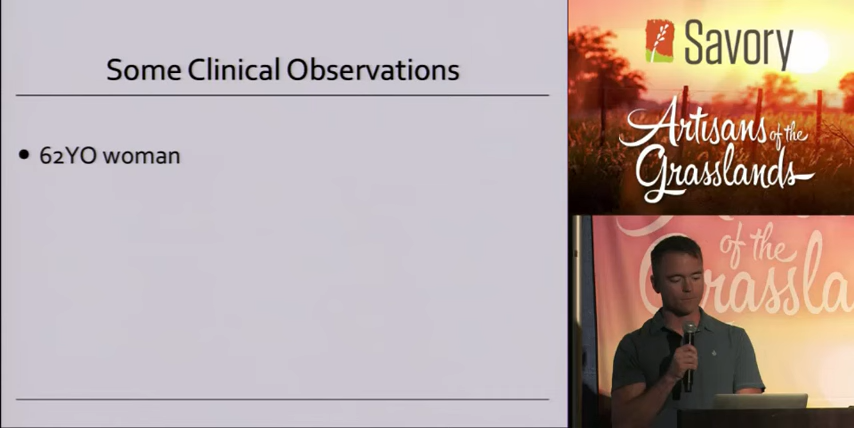 Some Clinical Observations
• 62YO woman
Savory
Artisans of the
Grasslands
of the
Grassla